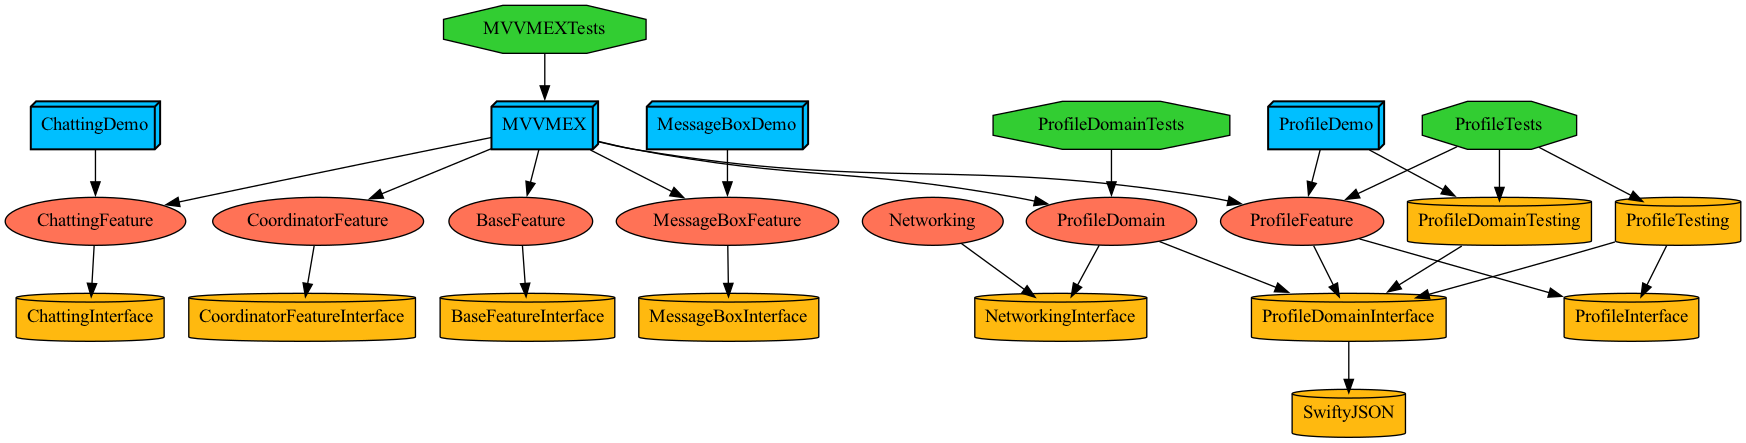 MVVMEXTests
ChattingDemo
MVVMEX
MessageBoxDemo
ProfileDomainTests
ProfileDemo
ProfileTests
ChattingFeature
CoordinatorFeature
BaseFeature
MessageBoxFeature
Networking
ProfileDomain
ProfileFeature
ProfileDomainTesting
ProfileTesting
ChattingInterface
CoordinatorFeatureInterface
BaseFeatureInterface
MessageBoxInterface
NetworkingInterface
ProfileDomainInterface
ProfileInterface
SwiftyJSON